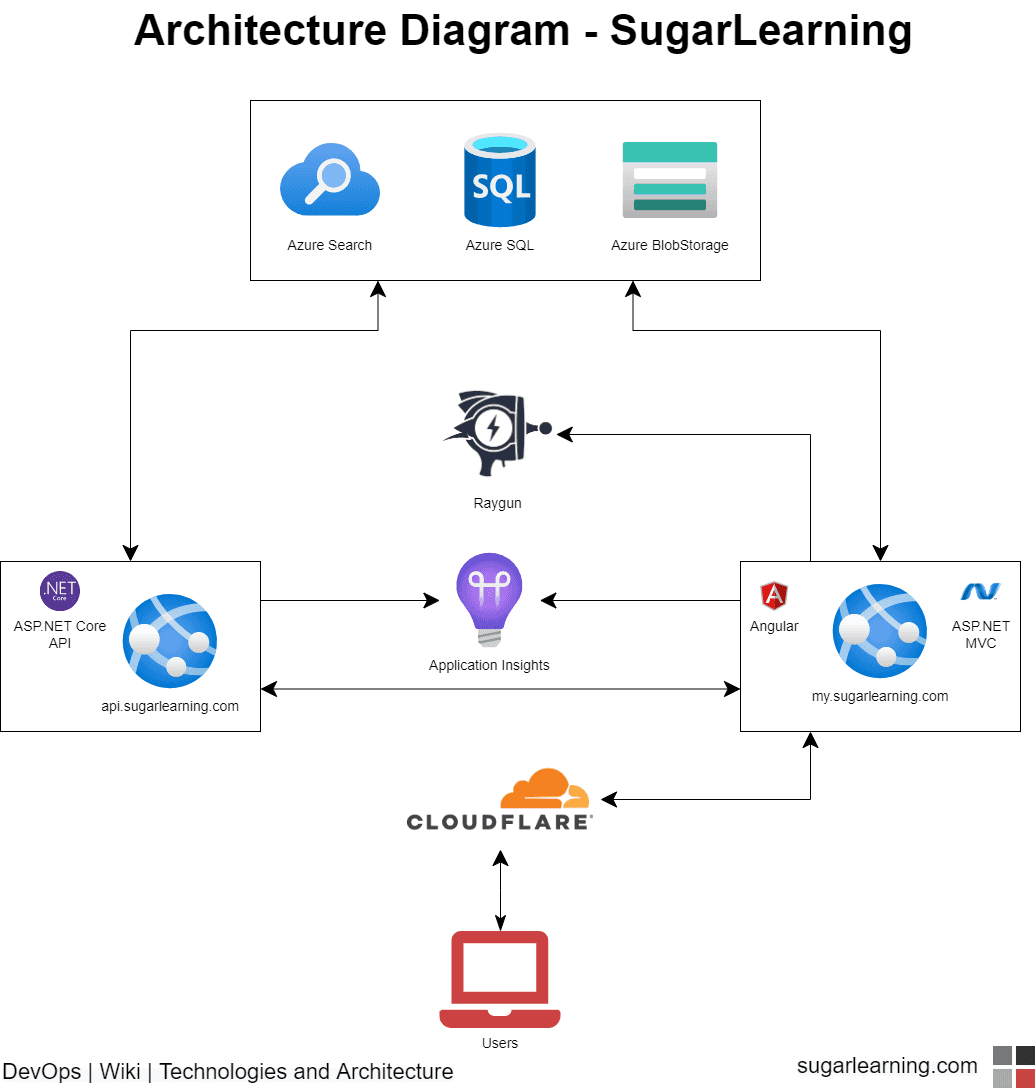 Architecture Diagram - SugarLearning
SQL
Azure Search
Azure SQL
Azure BlobStorage
Raygun
.NET
Core
ASP.NET Core
API
api.sugarlearning.com
Application Insights
A
Angular
ASP.NET
MVC
my.sugarlearning.com
CLOUDFLARE
Users
DevOps | Wiki | Technologies and Architecture
sugarlearning.com